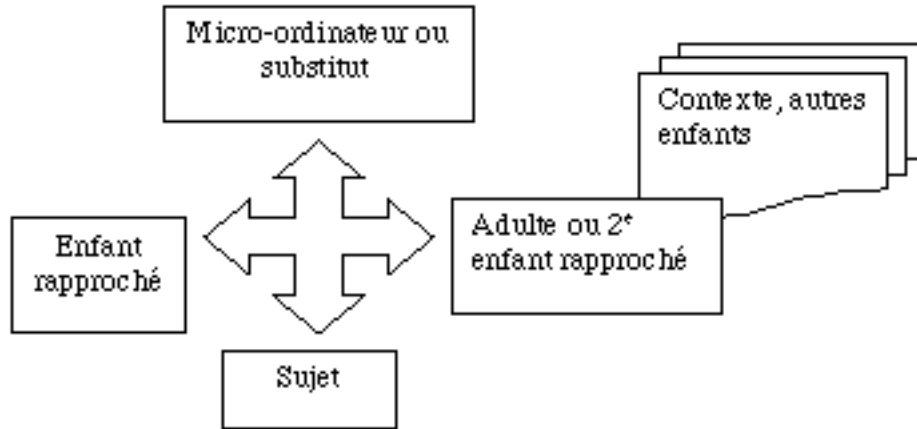 Micro-ordinateur ou
substitut
Contexte, autres
enfants
Enfant
rapproché
Adulte ou 2ᵉ
enfant rapproché
Sujet